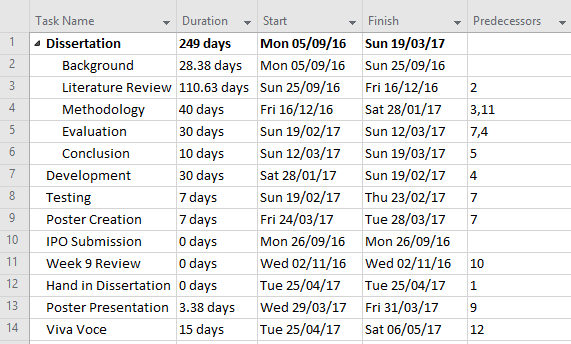 Task Name Duration Start Finish Predecessors
1 Dissertation 249 days Mon 05/09/16 Sun 19/03/17
2 Background 28.38 days Mon 05/09/16 Sun 25/09/16
3 Literature Review 110.63 days Sun 25/09/16 Fri 16/12/16 2
4 Methodology 40 days Fri 16/12/16 Sat 28/01/17 3,11
5 Evaluation 30 days Sun 19/02/17 Sun 12/03/17 7,4
6 Conclusion 10 days Sun 12/03/17 Sun 19/03/17 5
7 Development 30 days Sat 28/01/17 Sun 19/02/17 4
8 Testing 7 days Sun 19/02/17 Thu 23/02/17 7
9 Poster Creation 7 days Fri 24/03/17 Tue 28/03/17 7
10 IPO Submission 0 days Mon 26/09/16 Mon 26/09/16
11 Week 9 Review 0 days Wed 02/11/16 Wed 02/11/16 10
12 Hand in Dissertation 0 days Tue 25/04/17 Tue 25/04/17 1
13 Poster Presentation 3.38 days Wed 29/03/17 Fri 31/03/17 9
14 Viva Voce 15 days Tue 25/04/17 Sat 06/05/17 12